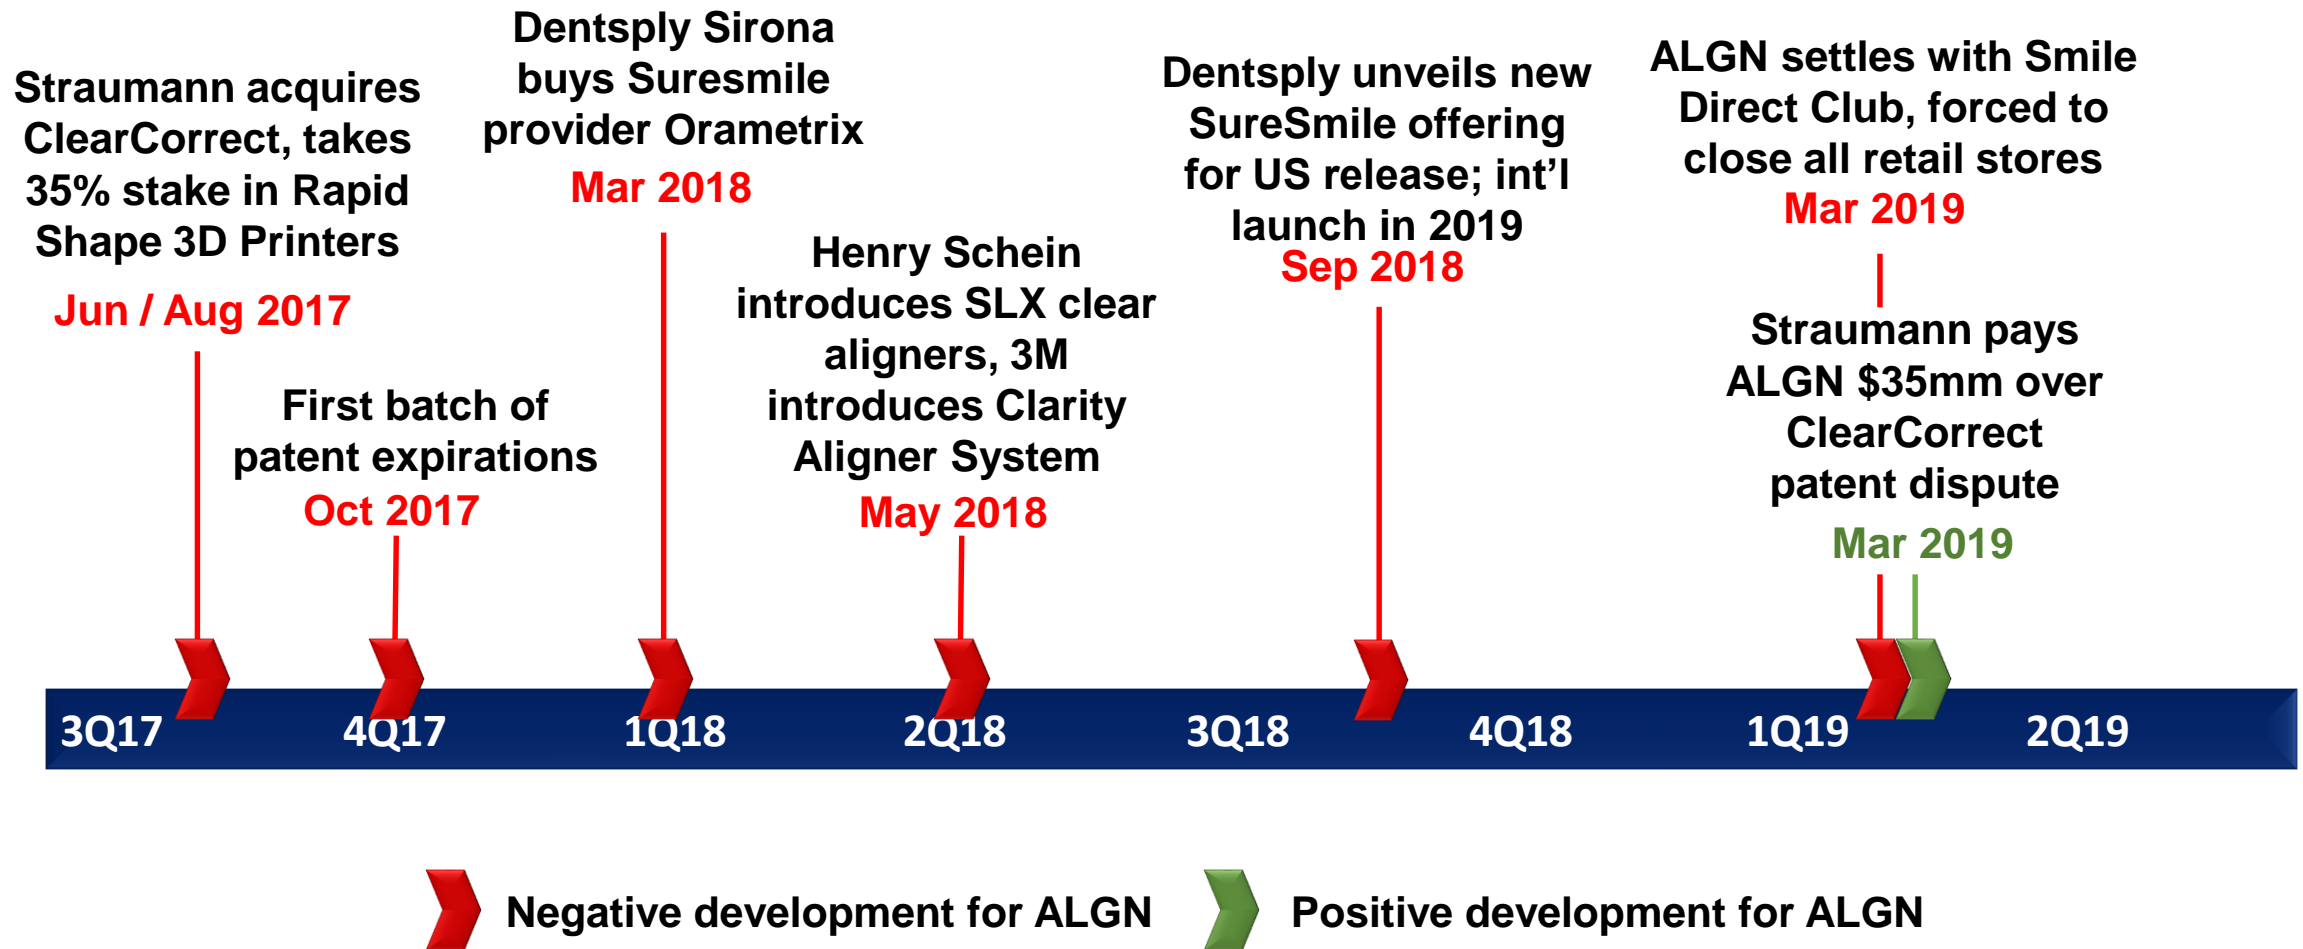 Straumann acquires
ClearCorrect, takes
35% stake in Rapid
Shape 3D Printers
Jun / Aug 2017
First batch of
patent expirations
Oct 2017
Dentsply Sirona
buys Suresmile
provider Orametrix
Mar 2018
Henry Schein
introduces SLX clear
aligners, 3M
introduces Clarity
Aligner System
May 2018
Dentsply unveils new
SureSmile offering
for US release; int’l
launch in 2019
Sep 2018
ALGN settles with Smile
Direct Club, forced to
close all retail stores
Mar 2019
Straumann pays
ALGN $35mm over
ClearCorrect
patent dispute
Mar 2019
3Q17 4Q17 1Q18 2Q18 3Q18 4Q18 1Q19 2Q19
Negative development for ALGN Positive development for ALGN